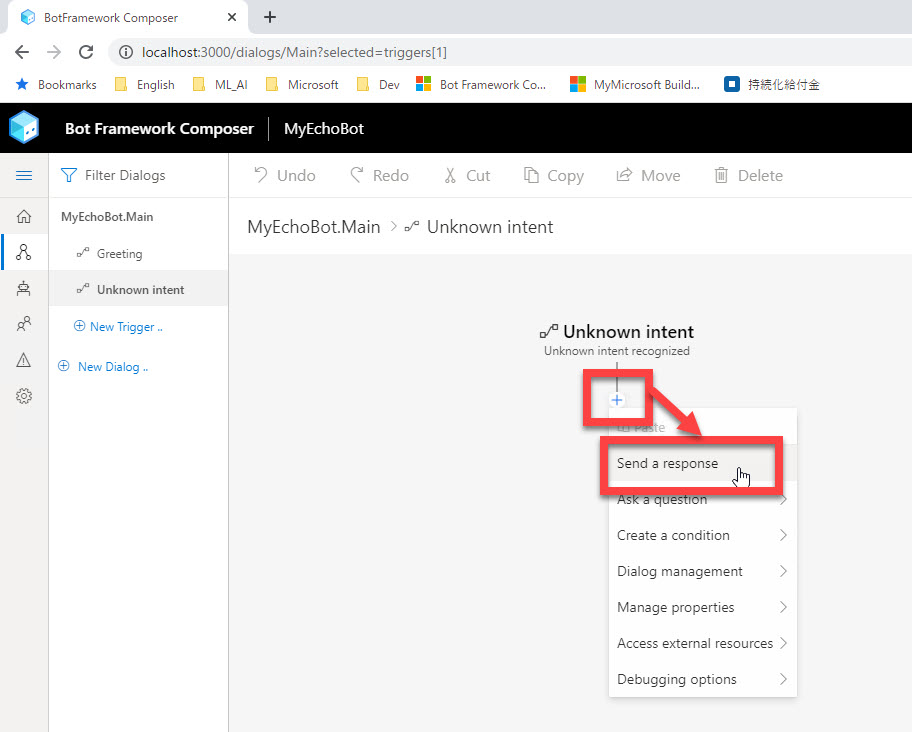 BotFramework Composer
localhost:3000/dialogs/Main?selected=triggers[1]
Bookmarks English ML_AI Microsoft Dev Bot Framework Co... MyMicrosoft Build... 持続化給付金
Bot Framework Composer MyEchoBot
Filter Dialogs Undo Redo Cut Copy Move Delete
MyEchoBot.Main
MyEchoBot.Main > Unknown intent
Greeting
Unknown intent
New Trigger ..
New Dialog ..
Unknown intent
Unknown intent recognized
Paste
Send a response
Ask a question
Create a condition
Dialog management
Manage properties
Access external resources
Debugging options